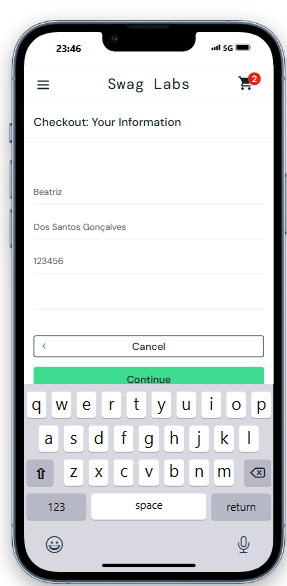 23:46
5G
Swag Labs
2
Checkout: Your Information
Beatriz
Dos Santos Gonçalves
123456
Cancel
Continue
q w e r t y u i o p
a s d f g h j k l
z x c v b n m
123 space return